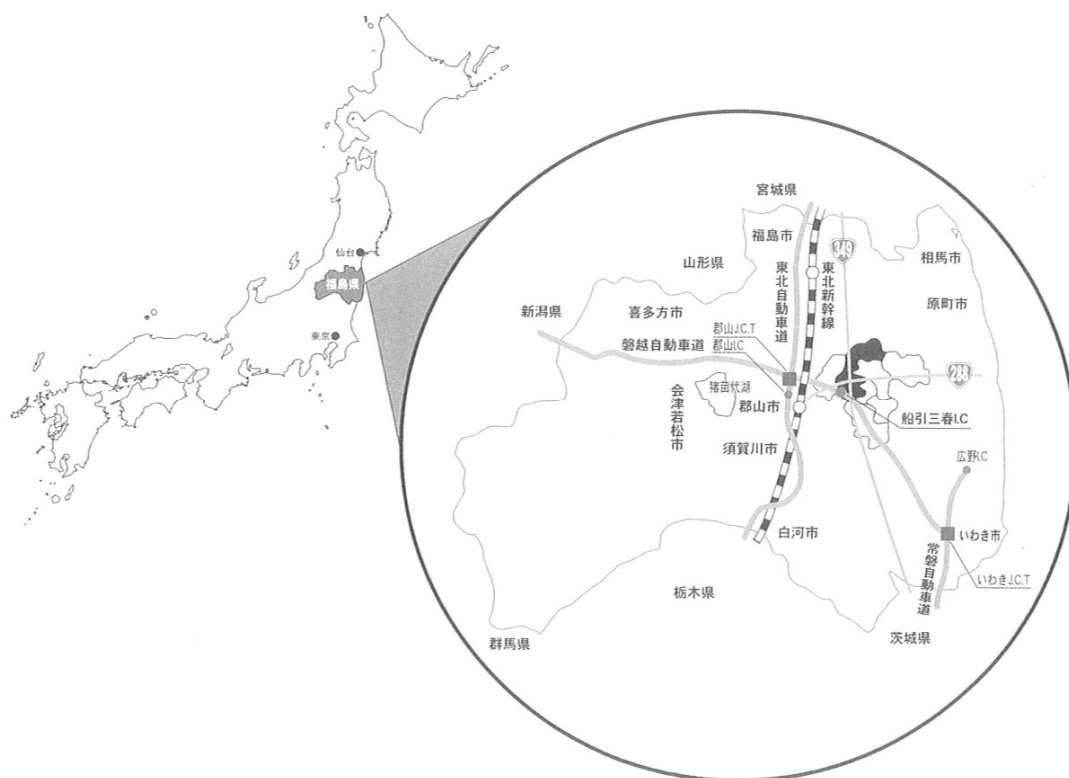 仙台
福島県
東京
宮城県
福島市
山形県
相馬市
349
東北自動車道
東北新幹線
原町市
新潟県
喜多方市
磐越自動車道
郡山J.C.T
郡山I.C
288
猪苗代湖
会津若松市
郡山市
船引三春I.C
須賀川市
広野I.C
白河市
いわき市
常磐自動車道
いわきJ.C.T
栃木県
群馬県
茨城県